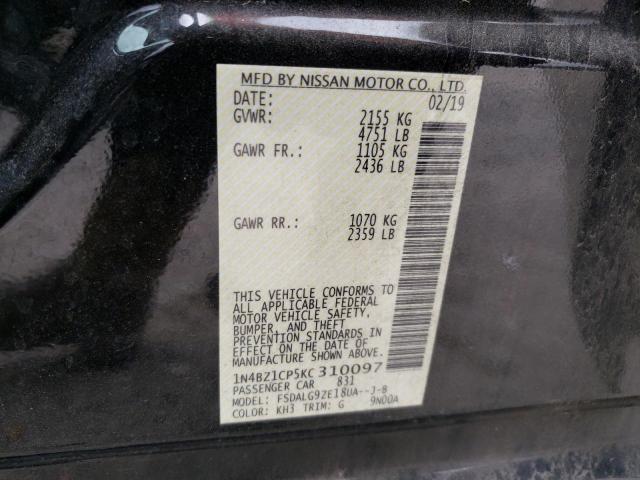 MFD BY NISSAN MOTOR CO., LTD.
DATE: 02/19
GVWR: 2155 KG
4751 LB
GAWR FR.: 1105 KG
2436 LB
GAWR RR.: 1070 KG
2359 LB
THIS VEHICLE CONFORMS TO
ALL APPLICABLE FEDERAL
MOTOR VEHICLE SAFETY,
BUMPER, AND THEFT
PREVENTION STANDARDS IN
EFFECT ON THE DATE OF
MANUFACTURE SHOWN ABOVE.
1N4BZ1CP5KC310097
PASSENGER CAR 831
MODEL: FSDALG9ZE18UA--J-B
COLOR: KH3 TRIM: G 9N00A